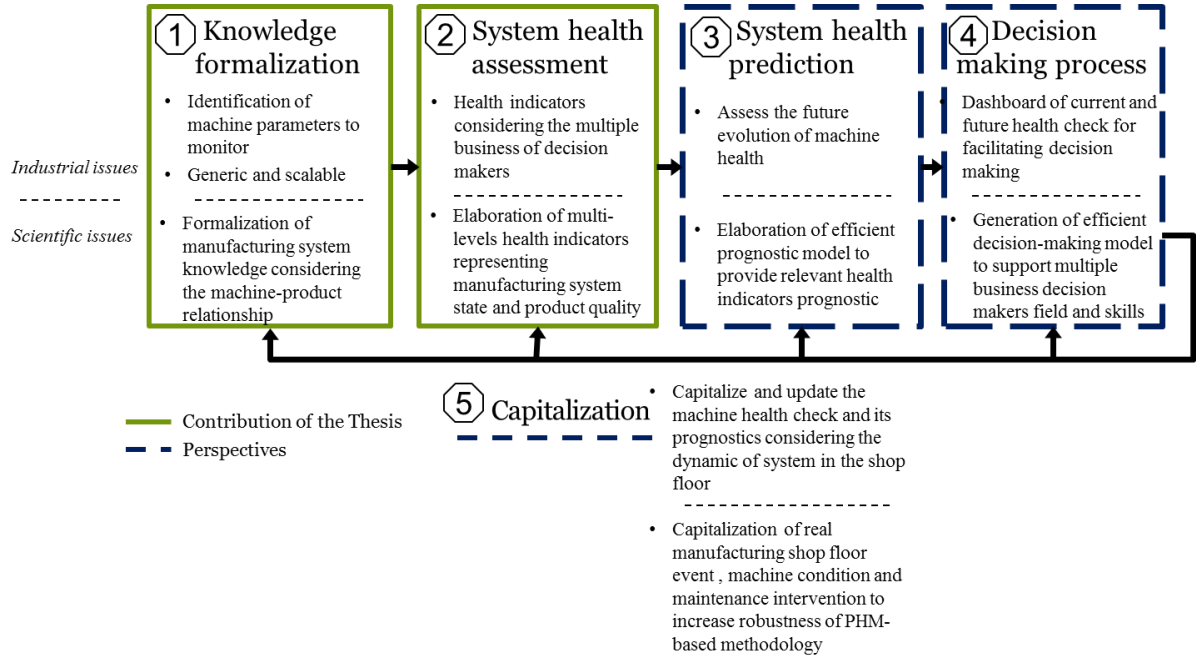 1 Knowledge
formalization
• Identification of
machine parameters to
monitor
• Generic and scalable
• Formalization of
manufacturing system
knowledge considering
the machine-product
relationship
2 System health
assessment
• Health indicators
considering the multiple
business of decision
makers
• Elaboration of multi-
levels health indicators
representing
manufacturing system
state and product quality
3 System health
prediction
• Assess the future
evolution of machine
health
• Elaboration of efficient
prognostic model to
provide relevant health
indicators prognostic
4 Decision
making process
• Dashboard of current and
future health check for
facilitating decision
making
• Generation of efficient
decision-making model
to support multiple
business decision
makers field and skills
Industrial issues
Scientific issues
Contribution of the Thesis
Perspectives
5 Capitalization
• Capitalize and update the
machine health check and its
prognostics considering the
dynamic of system in the shop
floor
• Capitalization of real
manufacturing shop floor
event , machine condition and
maintenance intervention to
increase robustness of PHM-
based methodology